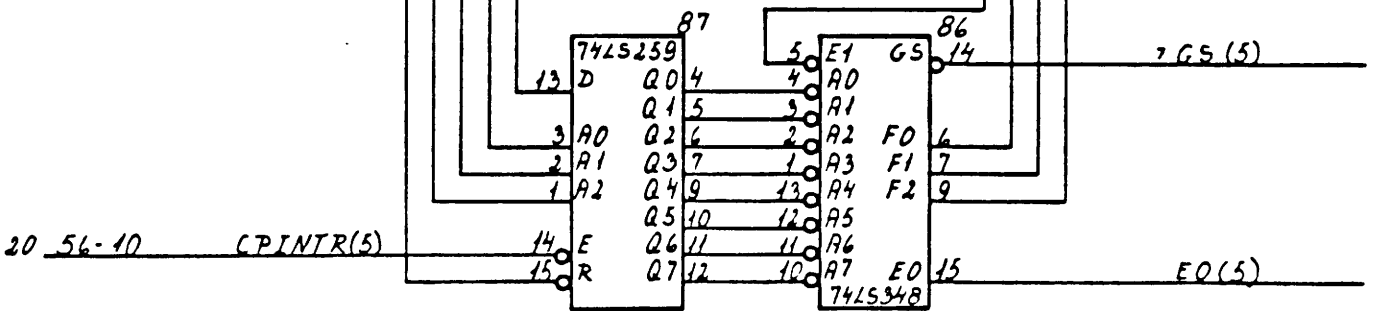 87
86
74LS259
5 E1 GS 14 ¬GS(5)
13 D Q0 4
4 A0
Q1 5
3 A1
3 A0 Q2 6
2 A2 F0 6
2 A1 Q3 7
1 A3 F1 7
1 A2 Q4 9
13 A4 F2 9
Q5 10
12 A5
20 56-10 CPINTR(5) 14 E Q6 11
11 A6
15 R Q7 12
10 A7 E0 15 E0(5)
74LS348